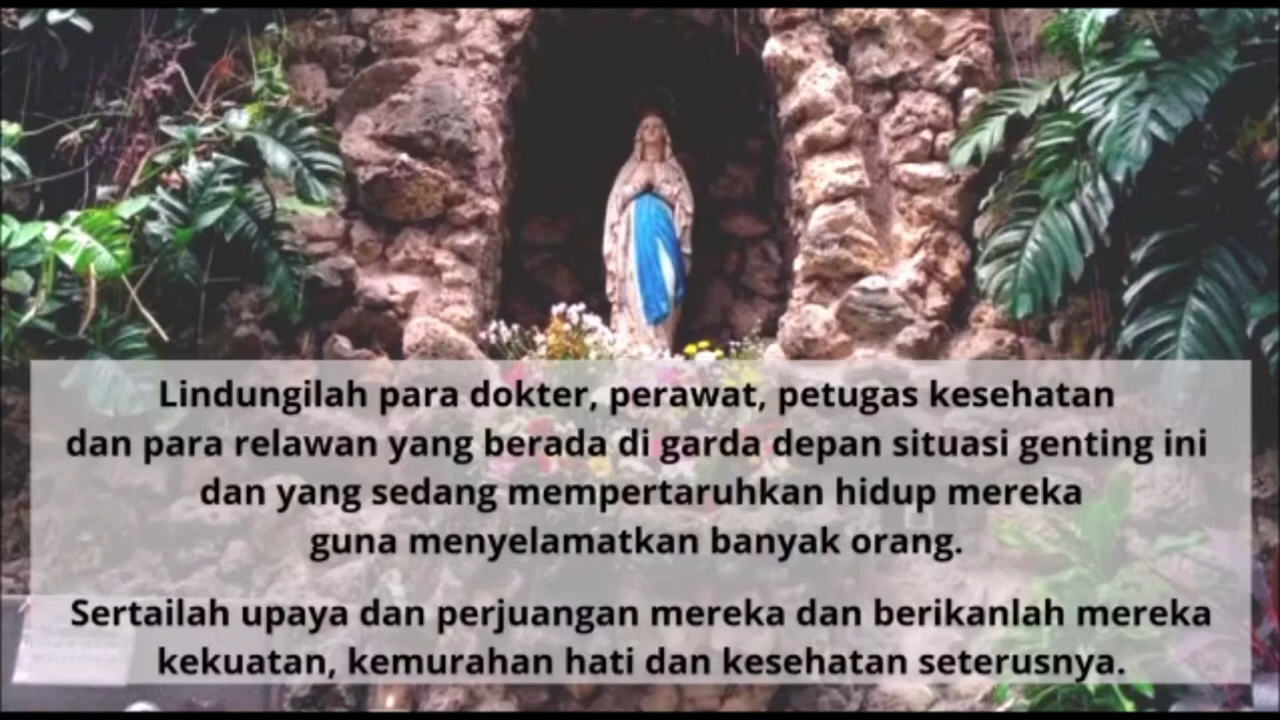 Lindungilah para dokter, perawat, petugas kesehatan
dan para relawan yang berada di garda depan situasi genting ini
dan yang sedang mempertaruhkan hidup mereka
guna menyelamatkan banyak orang.
Sertailah upaya dan perjuangan mereka dan berikanlah mereka
kekuatan, kemurahan hati dan kesehatan seterusnya.